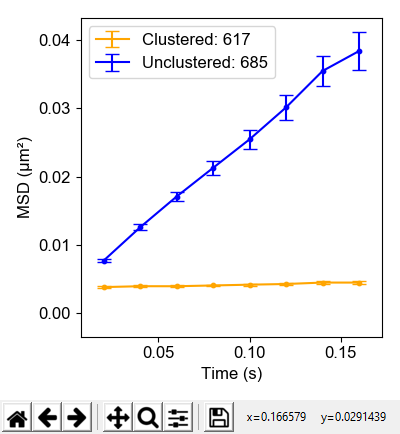 Clustered: 617
Unclustered: 685
0.04
0.03
0.02
0.01
0.00
MSD (μm²)
0.05
0.10
0.15
Time (s)
x=0.166579 y=0.0291439